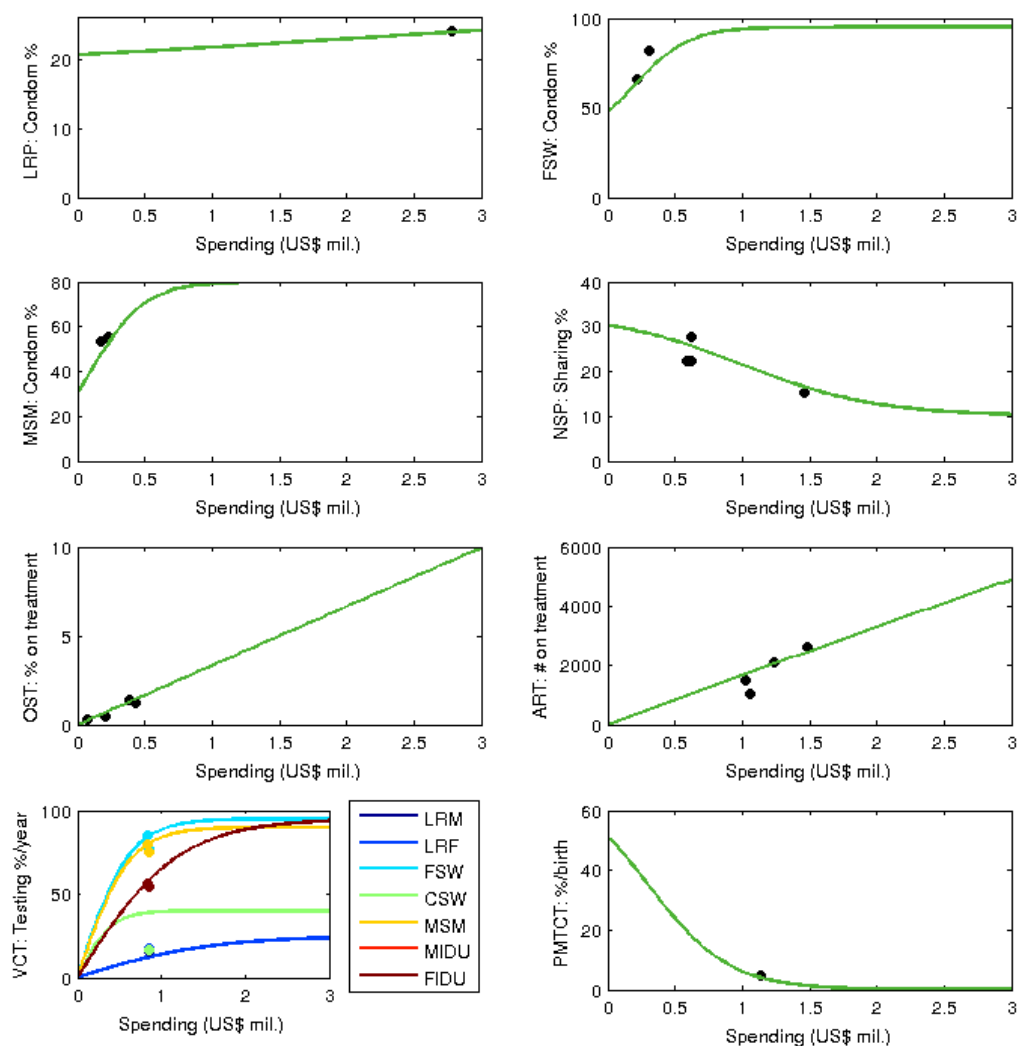 LRP: Condom %
20
10
0
0 0.5 1 1.5 2 2.5 3
Spending (US$ mil.)
FSW: Condom %
100
50
0
0 0.5 1 1.5 2 2.5 3
Spending (US$ mil.)
MSM: Condom %
80
60
40
20
0
0 0.5 1 1.5 2 2.5 3
Spending (US$ mil.)
NSP: Sharing %
40
30
20
10
0
0 0.5 1 1.5 2 2.5 3
Spending (US$ mil.)
OST: % on treatment
10
5
0
0 0.5 1 1.5 2 2.5 3
Spending (US$ mil.)
ART: # on treatment
6000
4000
2000
0
0 0.5 1 1.5 2 2.5 3
Spending (US$ mil.)
VCT: Testing %/year
100
50
0
0 1 2 3
Spending (US$ mil.)
LRM
LRF
FSW
CSW
MSM
MIDU
FIDU
PMTCT: %/birth
60
40
20
0
0 0.5 1 1.5 2 2.5 3
Spending (US$ mil.)